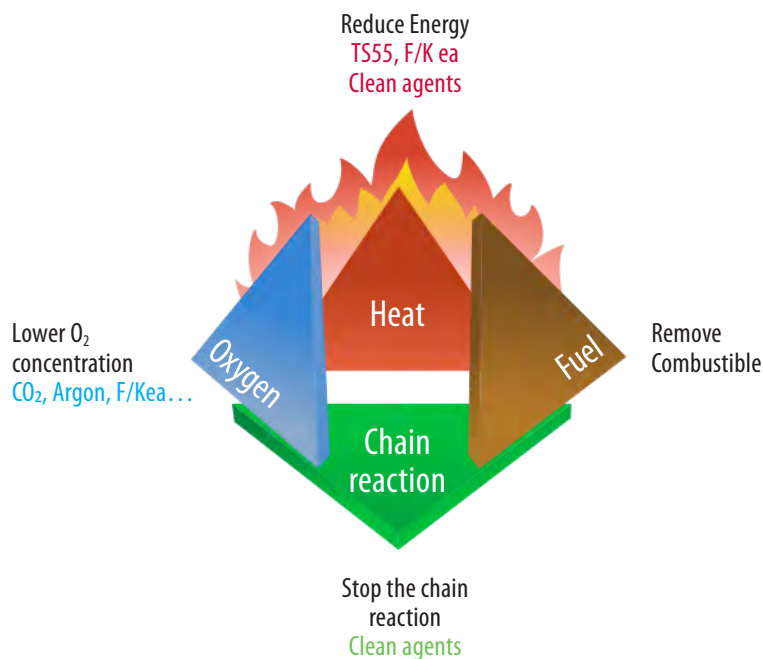 Reduce Energy
TS55, F/K ea
Clean agents
Heat
Oxygen
Fuel
Lower O₂
concentration
CO₂, Argon, F/Kea…
Remove
Combustible
Chain
reaction
Stop the chain
reaction
Clean agents